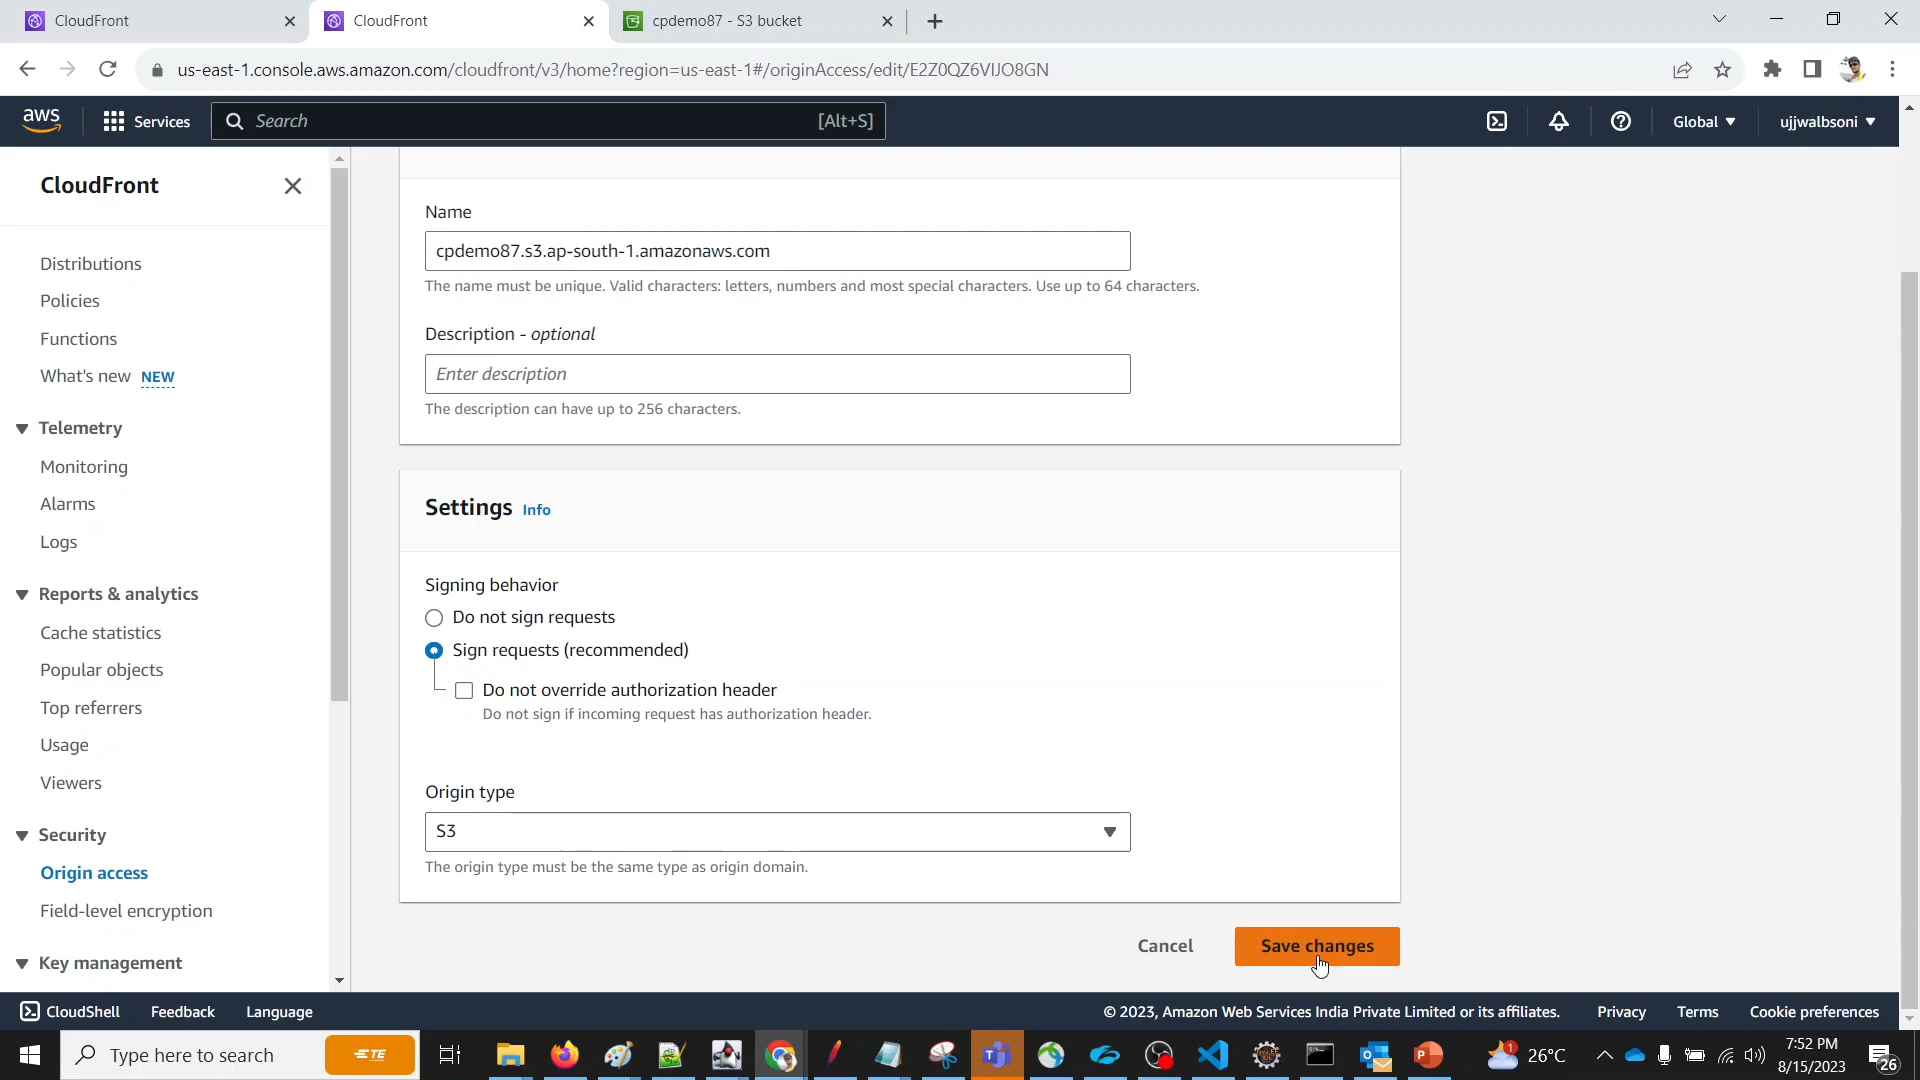 CloudFront
CloudFront
cpdemo87 - S3 bucket
us-east-1.console.aws.amazon.com/cloudfront/v3/home?region=us-east-1#/originAccess/edit/E2Z0QZ6VIJO8GN
aws
Services
Search
[Alt+S]
Global
ujjwalbsoni
CloudFront
Distributions
Policies
Functions
What's new NEW
Telemetry
Monitoring
Alarms
Logs
Reports & analytics
Cache statistics
Popular objects
Top referrers
Usage
Viewers
Security
Origin access
Field-level encryption
Key management
Name
cpdemo87.s3.ap-south-1.amazonaws.com
The name must be unique. Valid characters: letters, numbers and most special characters. Use up to 64 characters.
Description - optional
Enter description
The description can have up to 256 characters.
Settings Info
Signing behavior
Do not sign requests
Sign requests (recommended)
Do not override authorization header
Do not sign if incoming request has authorization header.
Origin type
S3
The origin type must be the same type as origin domain.
Cancel
Save changes
CloudShell
Feedback
Language
© 2023, Amazon Web Services India Private Limited or its affiliates.
Privacy
Terms
Cookie preferences
Type here to search
TE
1
26°C
7:52 PM
8/15/2023
26